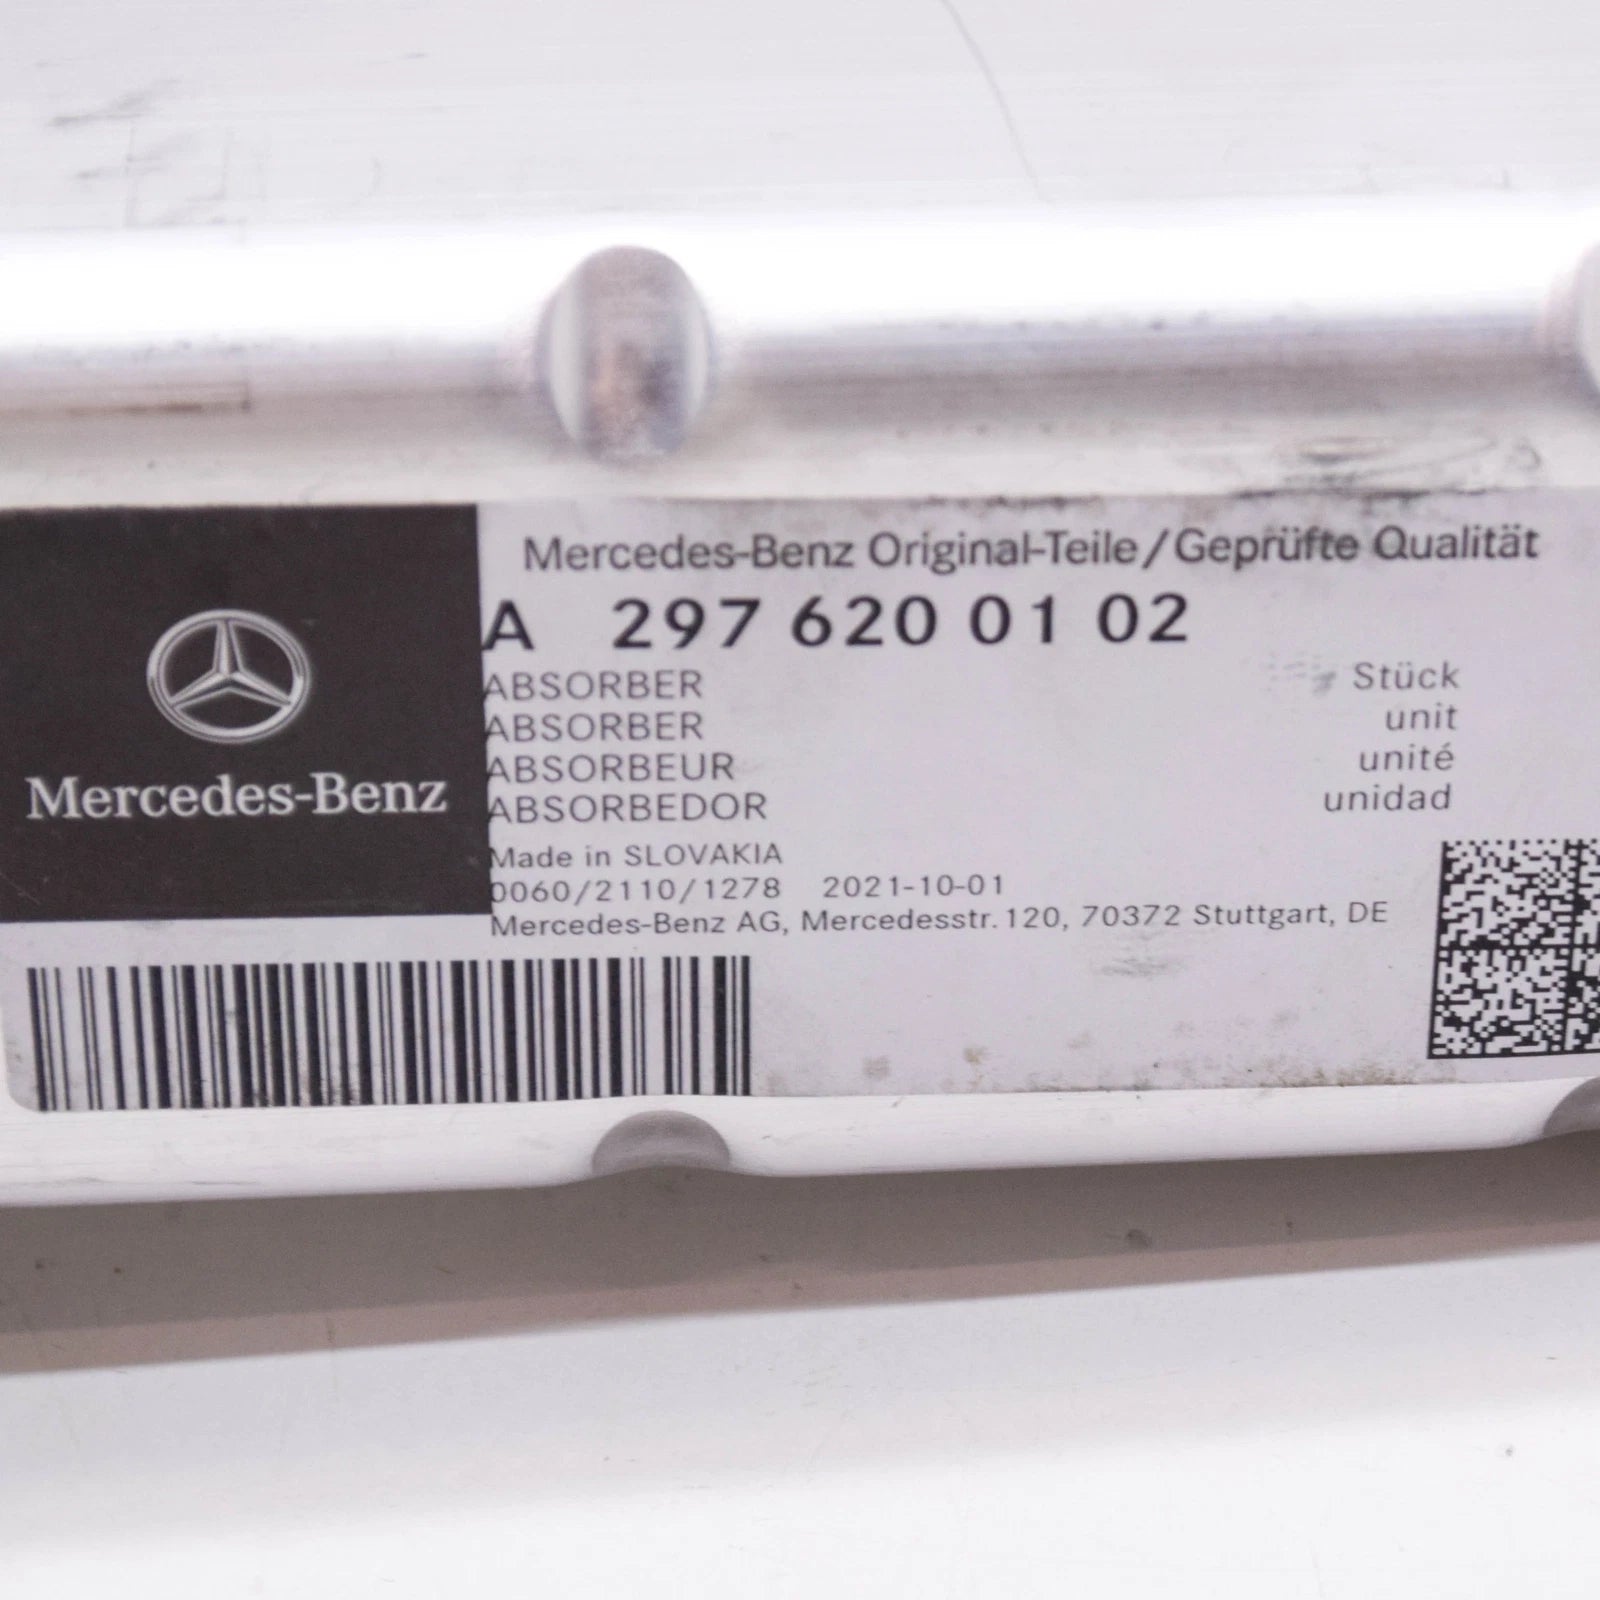 Mercedes-Benz
Mercedes-Benz Original-Teile/Geprüfte Qualität
A 297 620 01 02
ABSORBER
ABSORBER
ABSORBEUR
ABSORBEDOR
Stück
unit
unité
unidad
Made in SLOVAKIA
0060/2110/1278 2021-10-01
Mercedes-Benz AG, Mercedesstr. 120, 70372 Stuttgart, DE